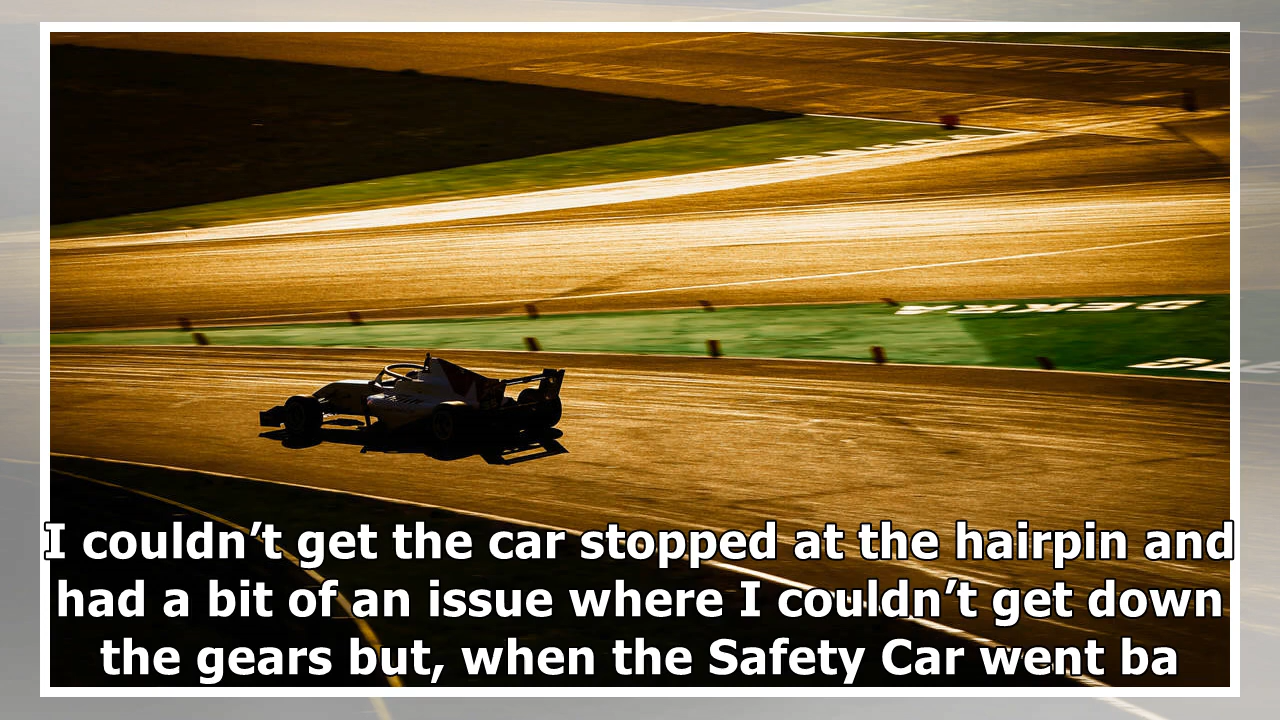 DEKRA
I couldn’t get the car stopped at the hairpin and
had a bit of an issue where I couldn’t get down
the gears but, when the Safety Car went ba